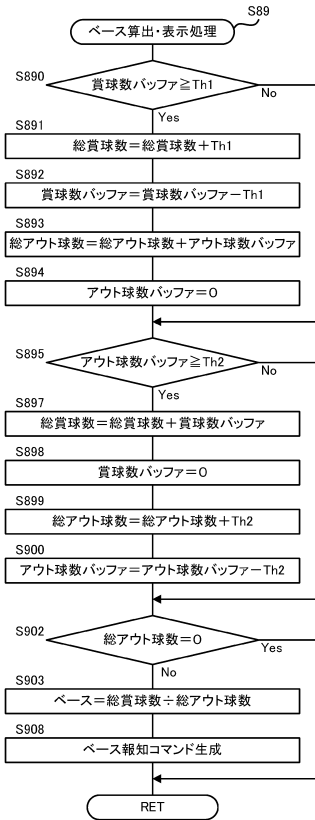 S89
ベース算出・表示処理
S890
賞球数バッファ≧Th1
No
Yes
S891
総賞球数=総賞球数+Th1
S892
賞球数バッファ=賞球数バッファ-Th1
S893
総アウト球数=総アウト球数+アウト球数バッファ
S894
アウト球数バッファ=0
S895
アウト球数バッファ≧Th2
No
Yes
S897
総賞球数=総賞球数+賞球数バッファ
S898
賞球数バッファ=0
S899
総アウト球数=総アウト球数+Th2
S900
アウト球数バッファ=アウト球数バッファ-Th2
S902
総アウト球数=0
Yes
No
S903
ベース=総賞球数÷総アウト球数
S908
ベース報知コマンド生成
RET